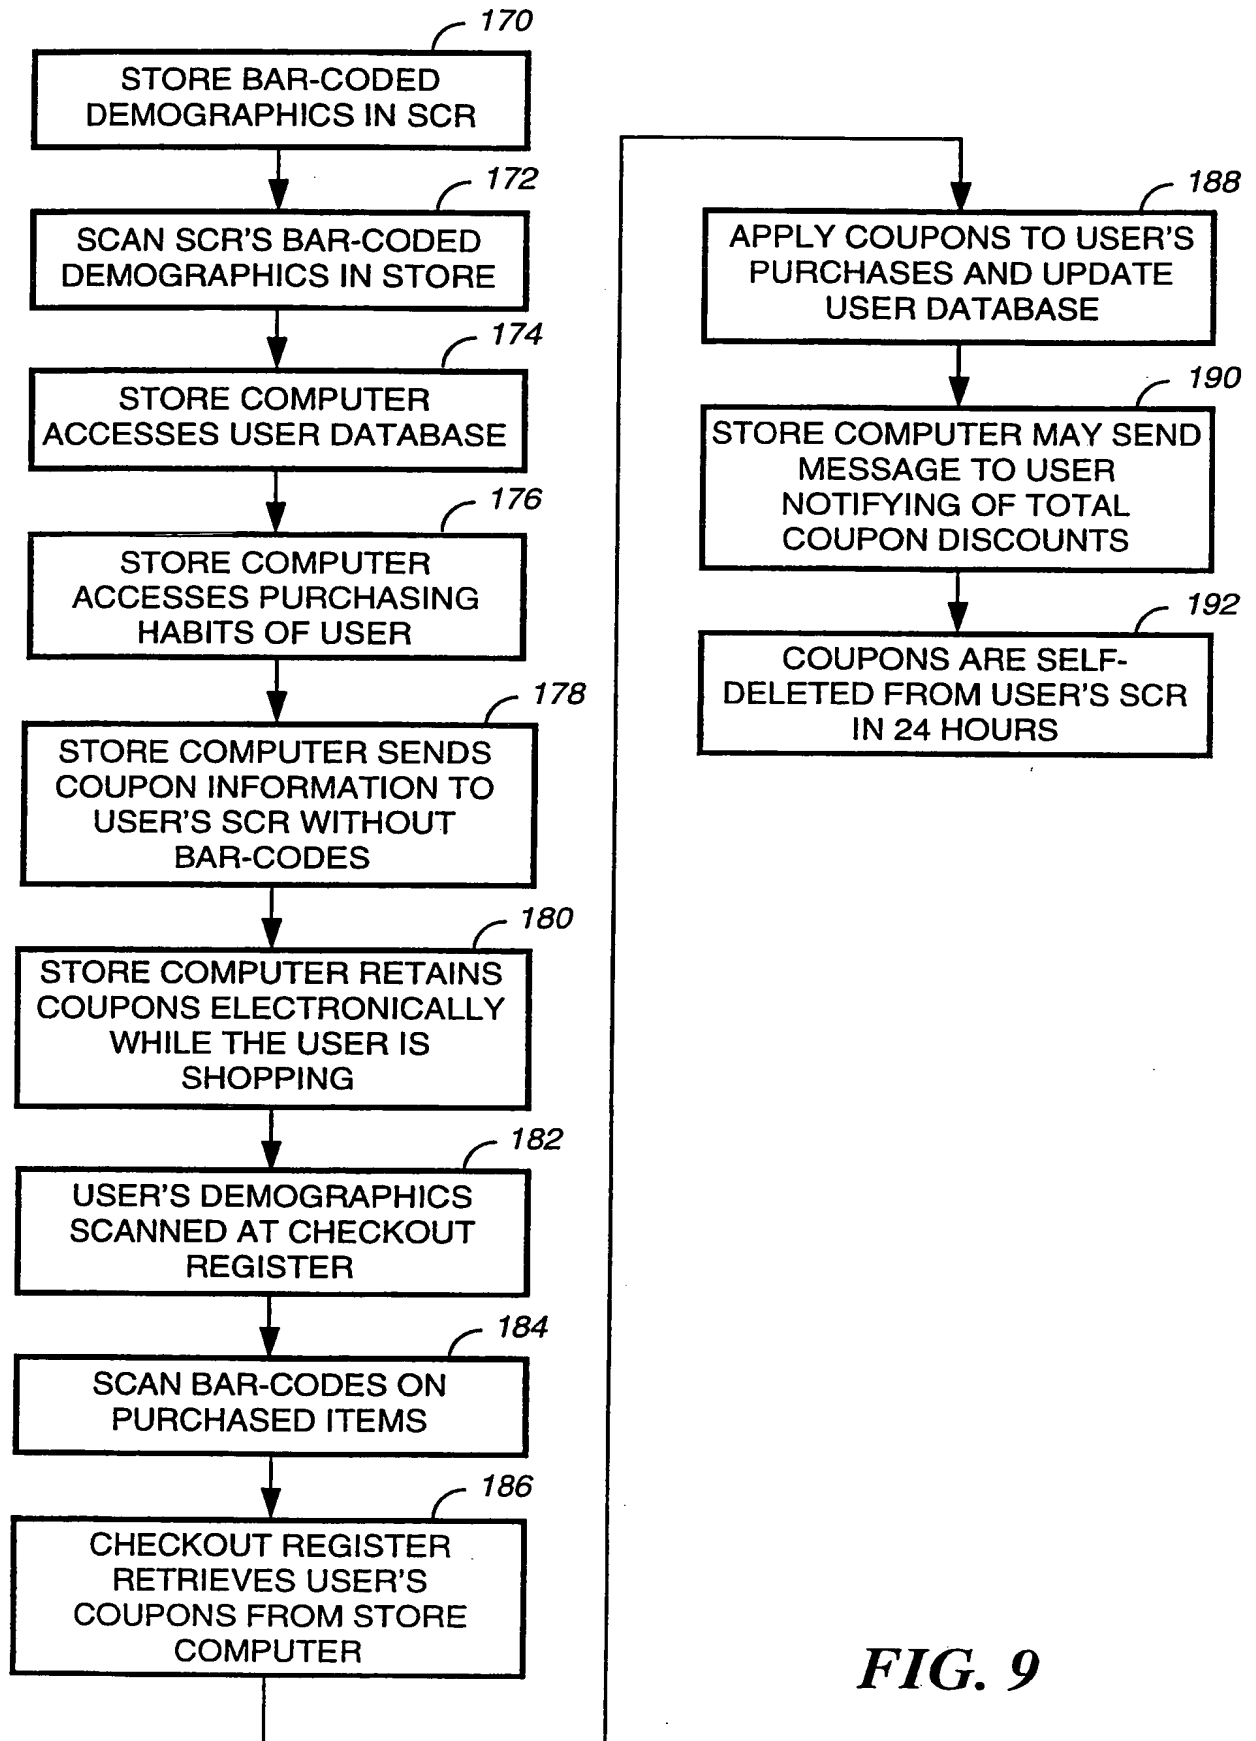 170
STORE BAR-CODED
DEMOGRAPHICS IN SCR
172
SCAN SCR'S BAR-CODED
DEMOGRAPHICS IN STORE
174
STORE COMPUTER
ACCESSES USER DATABASE
176
STORE COMPUTER
ACCESSES PURCHASING
HABITS OF USER
178
STORE COMPUTER SENDS
COUPON INFORMATION TO
USER'S SCR WITHOUT
BAR-CODES
180
STORE COMPUTER RETAINS
COUPONS ELECTRONICALLY
WHILE THE USER IS
SHOPPING
182
USER'S DEMOGRAPHICS
SCANNED AT CHECKOUT
REGISTER
184
SCAN BAR-CODES ON
PURCHASED ITEMS
186
CHECKOUT REGISTER
RETRIEVES USER'S
COUPONS FROM STORE
COMPUTER
188
APPLY COUPONS TO USER'S
PURCHASES AND UPDATE
USER DATABASE
190
STORE COMPUTER MAY SEND
MESSAGE TO USER
NOTIFYING OF TOTAL
COUPON DISCOUNTS
192
COUPONS ARE SELF-
DELETED FROM USER'S SCR
IN 24 HOURS
FIG. 9